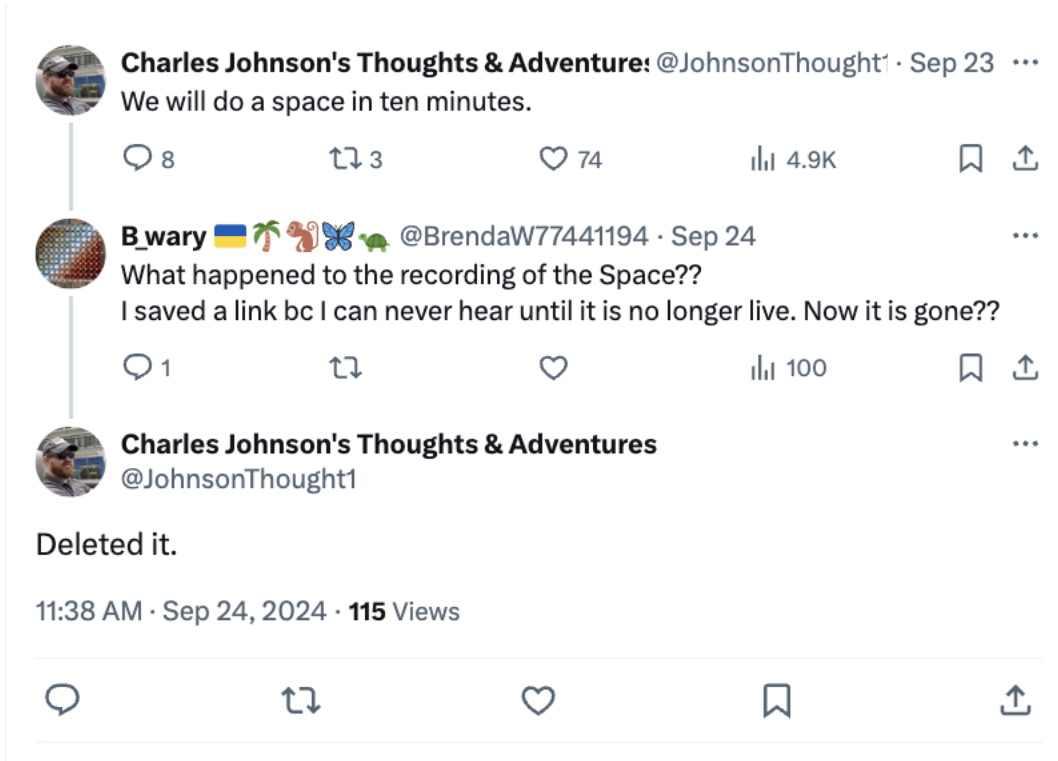 Charles Johnson's Thoughts & Adventures @JohnsonThought1 · Sep 23 ···
We will do a space in ten minutes.
8 3 74 4.9K
B_wary 🇺🇦🌴🐒🦋🐢 @BrendaW77441194 · Sep 24 ···
What happened to the recording of the Space??
I saved a link bc I can never hear until it is no longer live. Now it is gone??
1 100
Charles Johnson's Thoughts & Adventures ···
@JohnsonThought1
Deleted it.
11:38 AM · Sep 24, 2024 · 115 Views